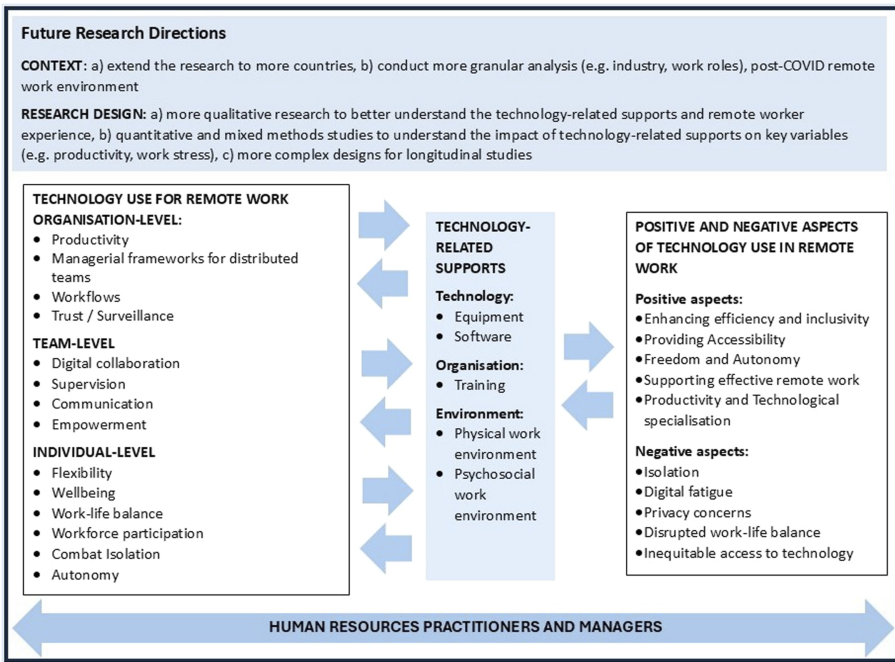 Future Research Directions
CONTEXT: a) extend the research to more countries, b) conduct more granular analysis (e.g. industry, work roles), post-COVID remote
work environment
RESEARCH DESIGN: a) more qualitative research to better understand the technology-related supports and remote worker
experience, b) quantitative and mixed methods studies to understand the impact of technology-related supports on key variables
(e.g. productivity, work stress), c) more complex designs for longitudinal studies
TECHNOLOGY USE FOR REMOTE WORK
ORGANISATION-LEVEL:
• Productivity
• Managerial frameworks for distributed
teams
• Workflows
• Trust / Surveillance
TEAM-LEVEL
• Digital collaboration
• Supervision
• Communication
• Empowerment
INDIVIDUAL-LEVEL
• Flexibility
• Wellbeing
• Work-life balance
• Workforce participation
• Combat Isolation
• Autonomy
TECHNOLOGY-
RELATED
SUPPORTS
Technology:
• Equipment
• Software
Organisation:
• Training
Environment:
• Physical work
environment
• Psychosocial
work
environment
POSITIVE AND NEGATIVE ASPECTS
OF TECHNOLOGY USE IN REMOTE
WORK
Positive aspects:
•Enhancing efficiency and inclusivity
•Providing Accessibility
•Freedom and Autonomy
•Supporting effective remote work
•Productivity and Technological
specialisation
Negative aspects:
•Isolation
•Digital fatigue
•Privacy concerns
•Disrupted work-life balance
•Inequitable access to technology
HUMAN RESOURCES PRACTITIONERS AND MANAGERS